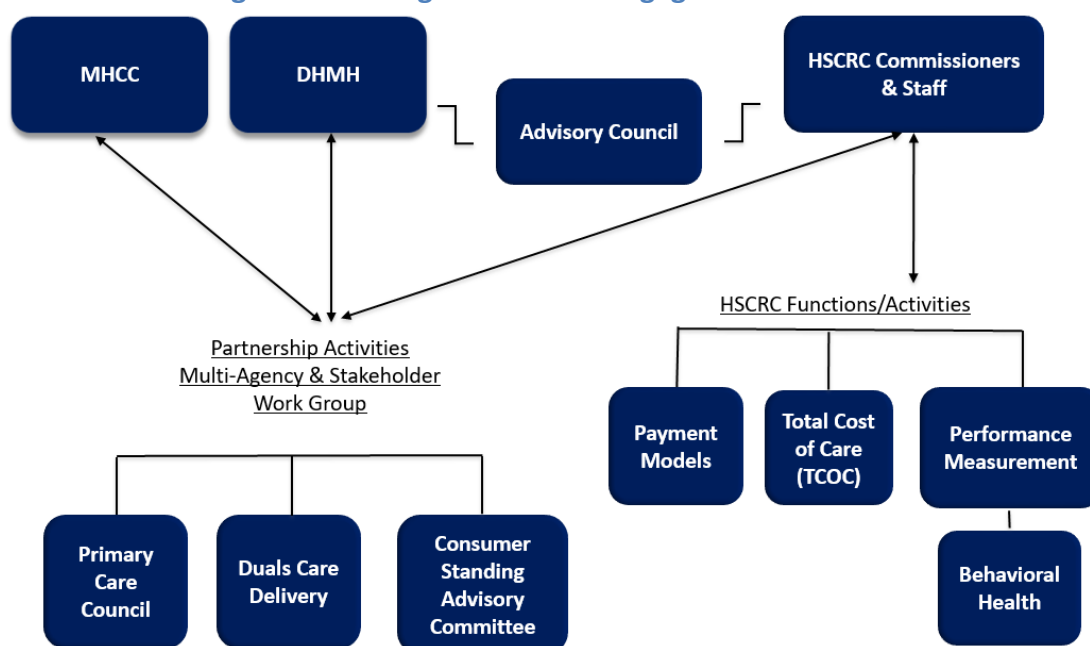 MHCC
DHMH
HSCRC Commissioners
& Staff
Advisory Council
HSCRC Functions/Activities
Partnership Activities
Multi-Agency & Stakeholder
Work Group
Payment
Models
Total Cost
of Care
(TCOC)
Performance
Measurement
Primary
Care
Council
Duals Care
Delivery
Consumer
Standing
Advisory
Committee
Behavioral
Health